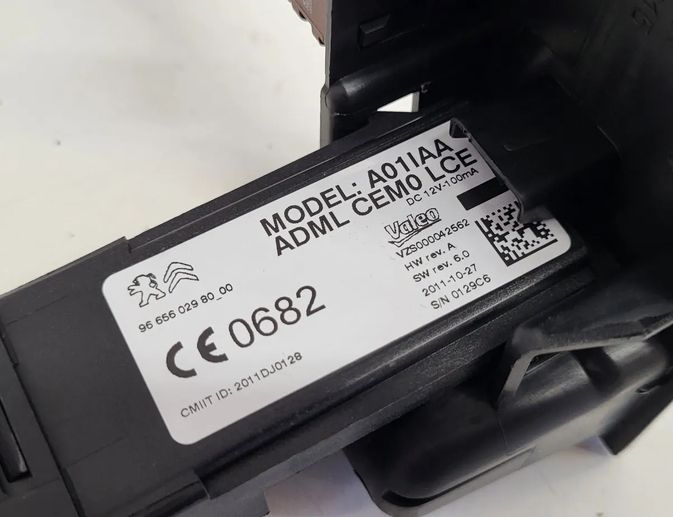 MODEL: A01IAA
ADML CEM0 LCE
DC 12V-100mA
Valeo
VZS000042562
HW rev. A
SW rev. 6.0
2011-10-27
S/N 0129C6
96 656 029 80_00
CE 0682
CMIIT ID: 2011DJ0128